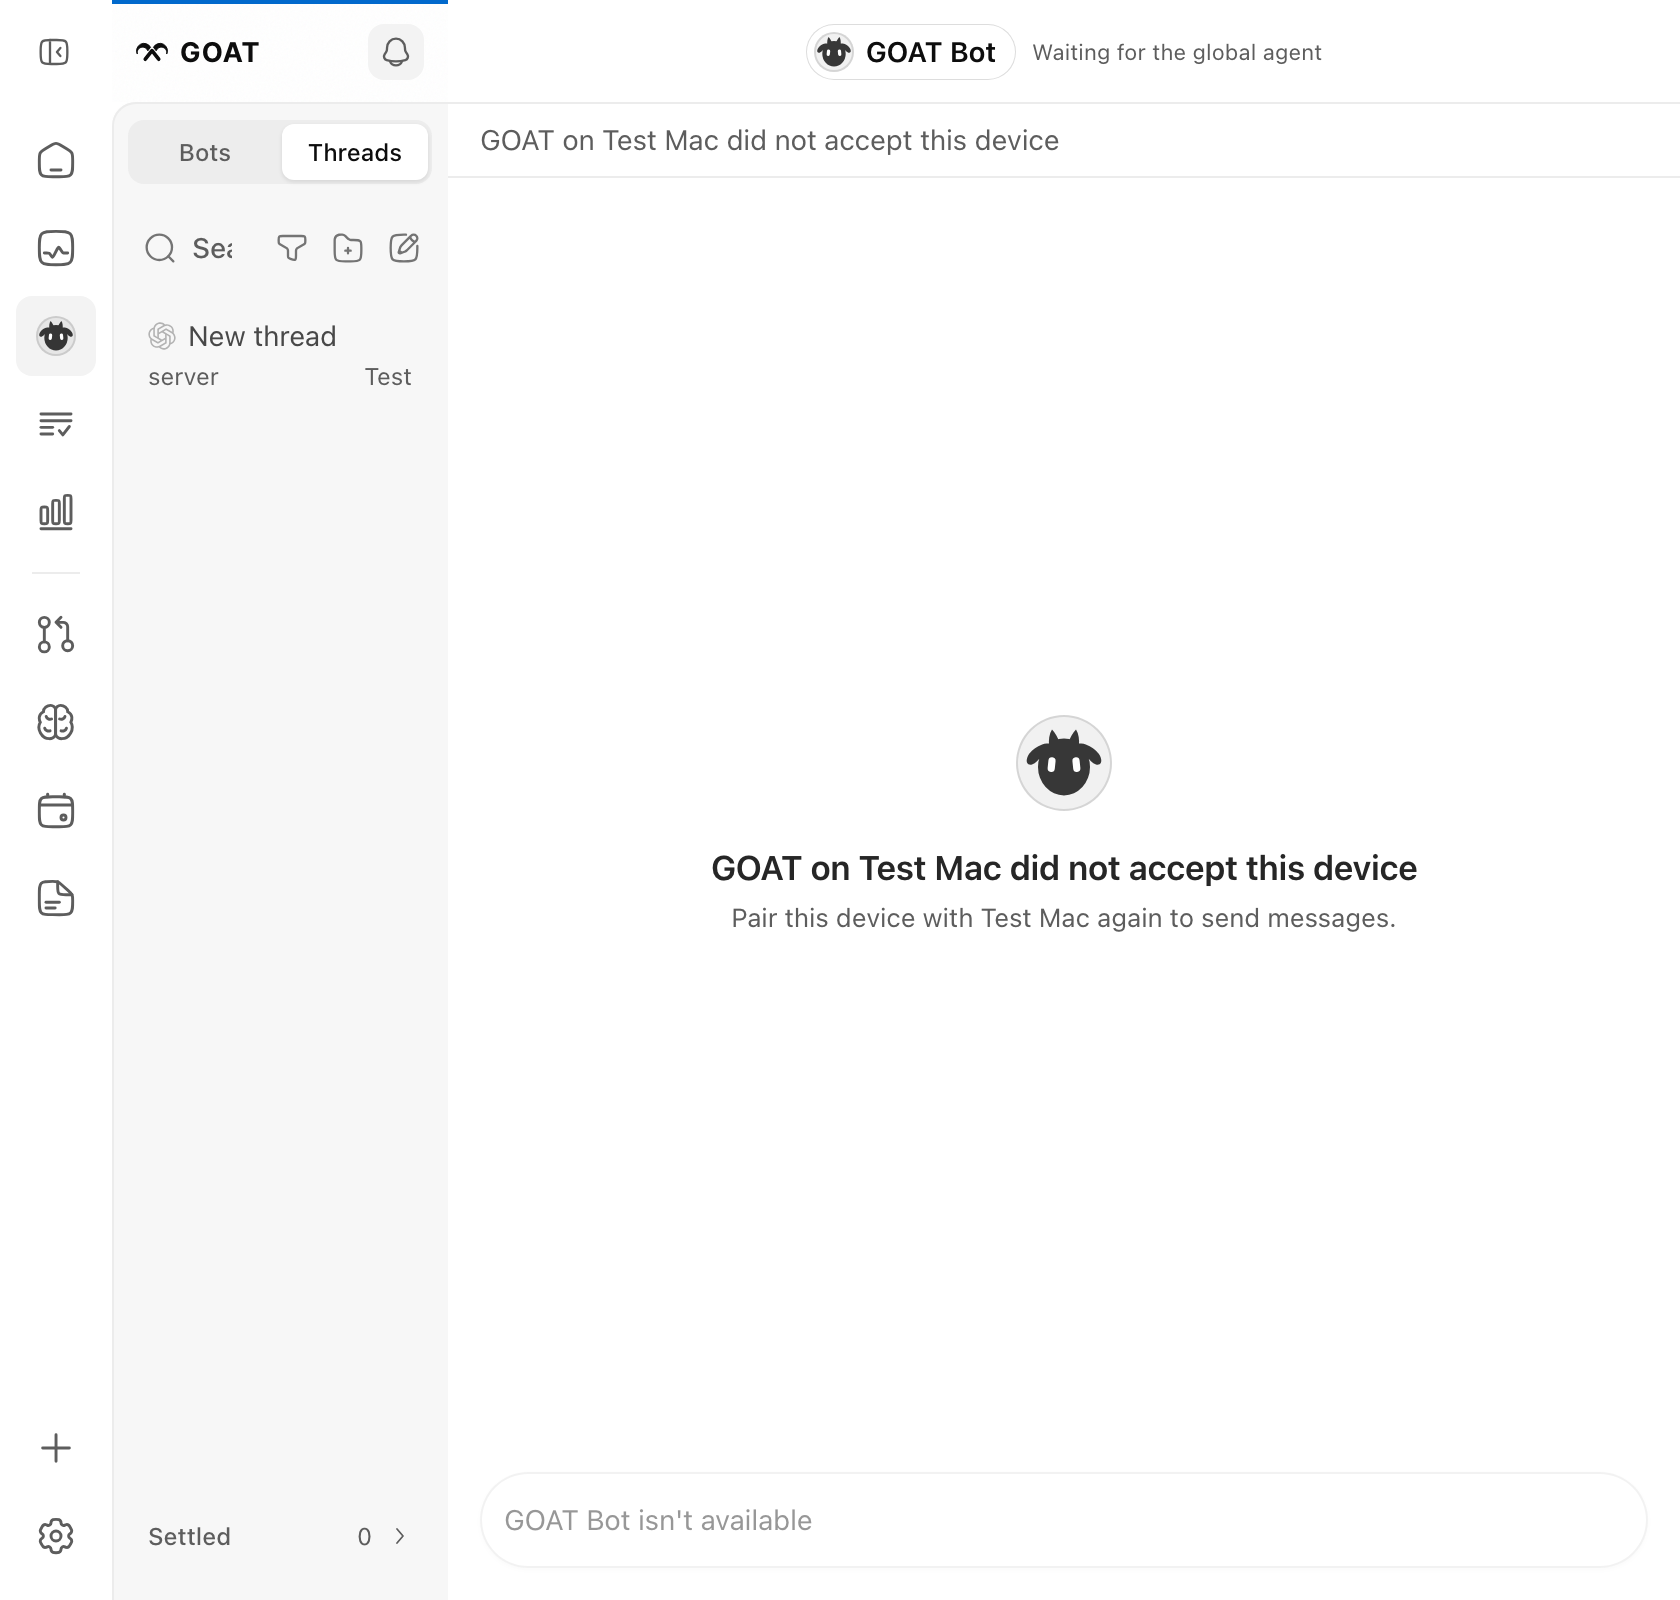 GOAT
GOAT Bot
Waiting for the global agent
Bots
Threads
GOAT on Test Mac did not accept this device
New thread
server
Test
GOAT on Test Mac did not accept this device
Pair this device with Test Mac again to send messages.
Settled
0
GOAT Bot isn't available